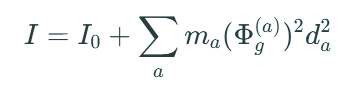 $I = I_0 + \sum_a m_a (\Phi_g^{(a)})^2 d_a^2$